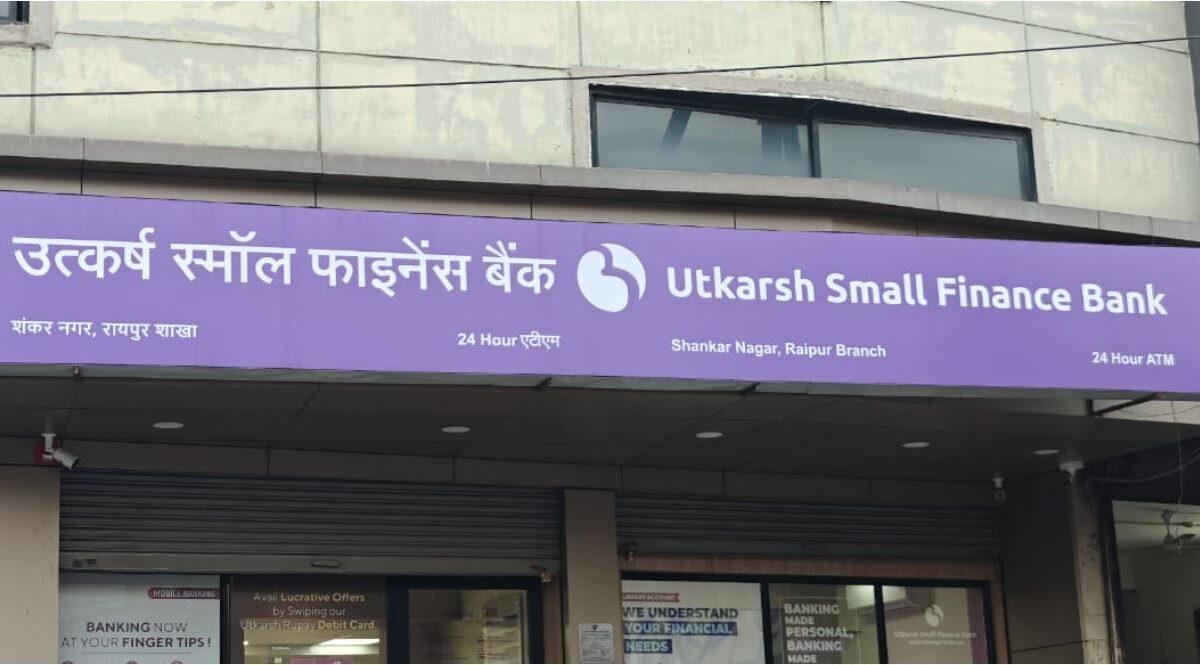 उत्कर्ष स्मॉल फाइनेंस बैंक
Utkarsh Small Finance Bank
शंकर नगर, रायपुर शाखा
24 Hour एटीएम
Shankar Nagar, Raipur Branch
24 Hour ATM
MOBILE BANKING
BANKING NOW
AT YOUR FINGER TIPS !
Avail Lucrative Offers
by Swiping our
Utkarsh Rupay Debit Card.
CURRENT ACCOUNT
WE UNDERSTAND
YOUR FINANCIAL
NEEDS
BANKING
MADE
PERSONAL,
BANKING
MADE
Utkarsh Small Finance Bank